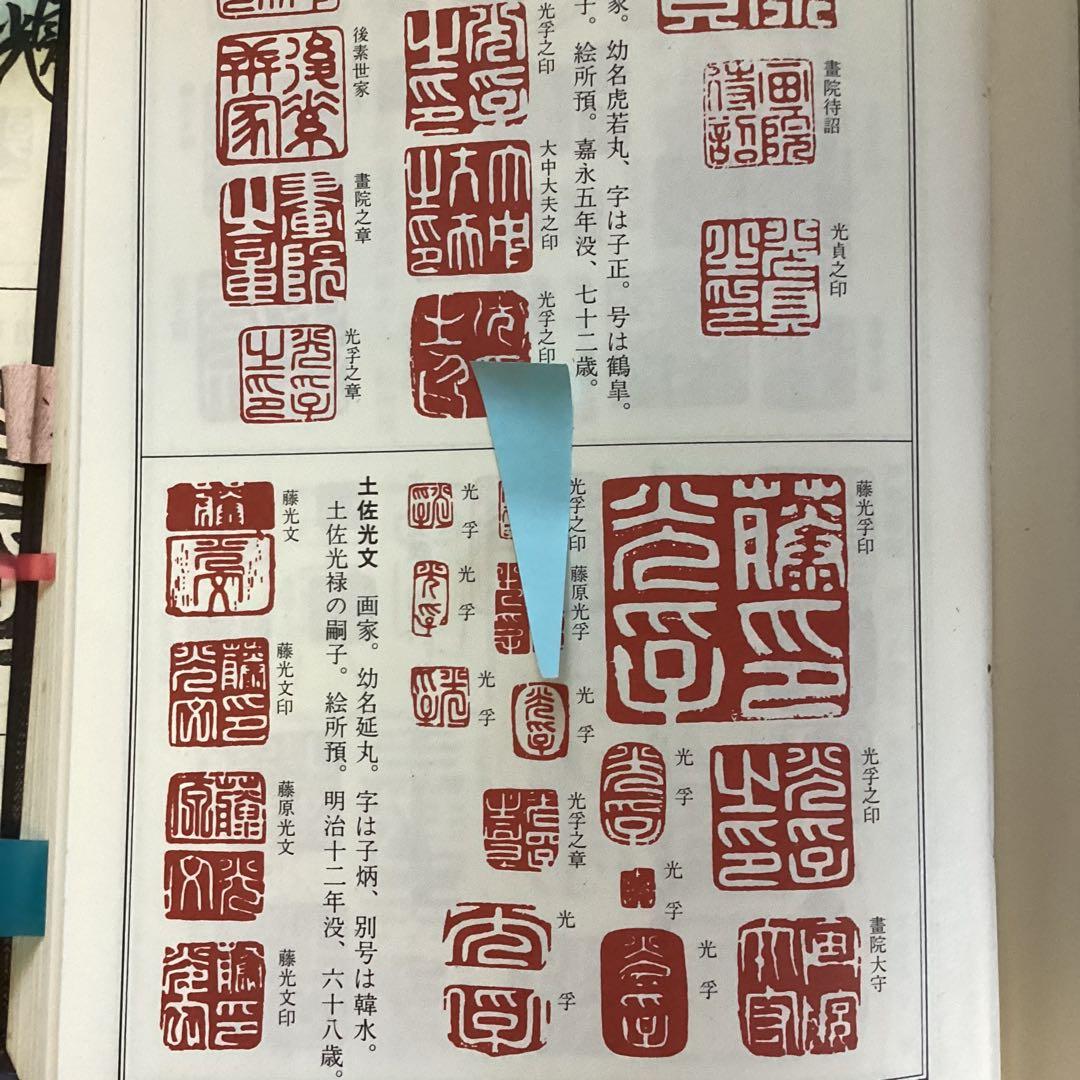 畫院待詔
光貞之印
家。幼名虎若丸、字は子正。号は鶴皐。
子。絵所預。嘉永五年没、七十二歳。
光孚之印
大中大夫之印
光孚之印
後素世家
畫院之章
光孚之章
藤光孚印
光孚之印
畫院大守
光孚
光孚
光孚
光孚之印
藤原光孚
光孚
光孚之章
光孚
光孚
光孚
光孚
土佐光文 画家。幼名延丸。字は子炳、別号は韓水。
土佐光禄の嗣子。絵所預。明治十二年没、六十八歳。
藤光文
藤光文印
藤原光文
藤光文印